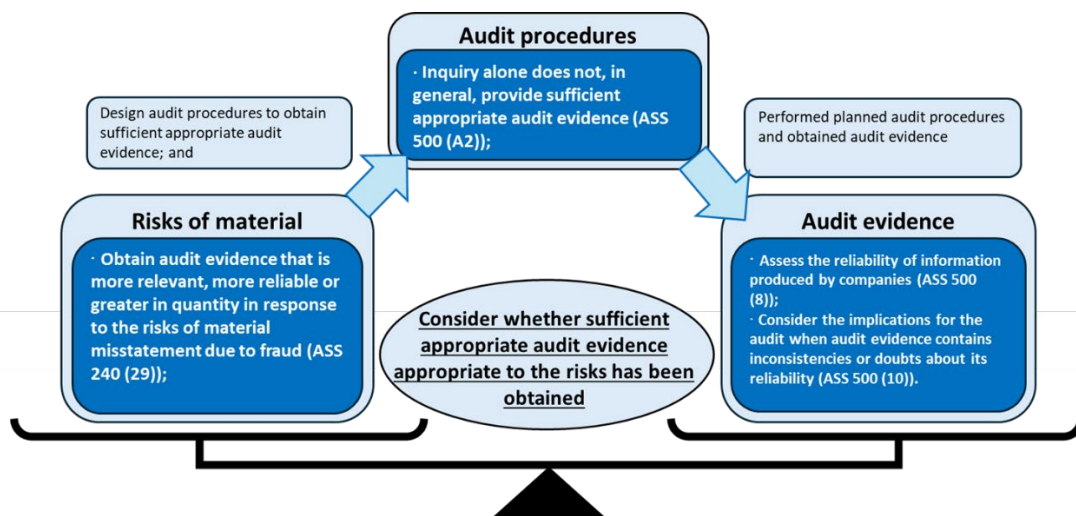 Audit procedures
· Inquiry alone does not, in
general, provide sufficient
appropriate audit evidence (ASS
500 (A2));
Design audit procedures to obtain
sufficient appropriate audit
evidence; and
Performed planned audit procedures
and obtained audit evidence
Risks of material
· Obtain audit evidence that is
more relevant, more reliable or
greater in quantity in response
to the risks of material
misstatement due to fraud (ASS
240 (29));
Consider whether sufficient
appropriate audit evidence
appropriate to the risks has been
obtained
Audit evidence
· Assess the reliability of information
produced by companies (ASS 500
(8));
· Consider the implications for the
audit when audit evidence contains
inconsistencies or doubts about its
reliability (ASS 500 (10)).